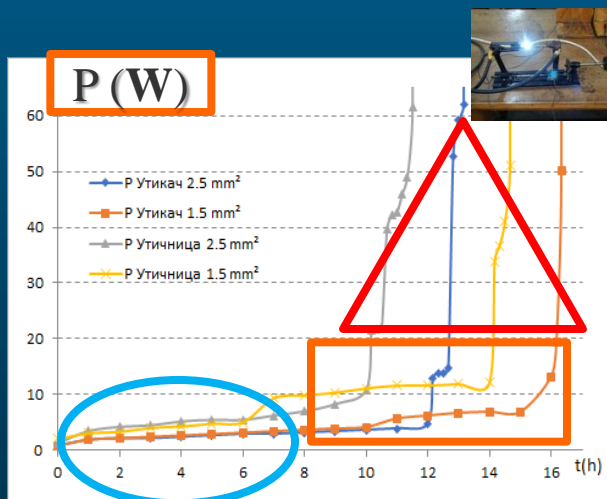 P (W)
60
50
40
30
20
10
0
P Утикач 2.5 mm²
P Утикач 1.5 mm²
P Утичница 2.5 mm²
P Утичница 1.5 mm²
0 2 4 6 8 10 12 14 16 t(h)